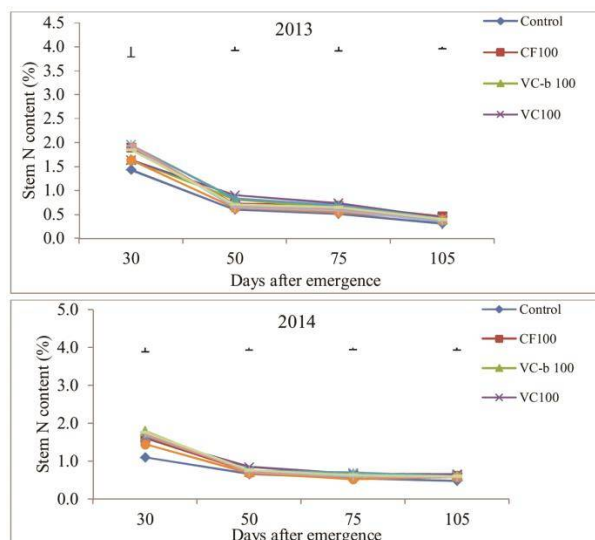 2013
Stem N content (%)
4.5
4.0
3.5
3.0
2.5
2.0
1.5
1.0
0.5
0.0
30 50 75 105
Days after emergence
Control
CF100
VC-b 100
VC100
2014
Stem N content (%)
5.0
4.0
3.0
2.0
1.0
0.0
30 50 75 105
Days after emergence
Control
CF100
VC-b 100
VC100